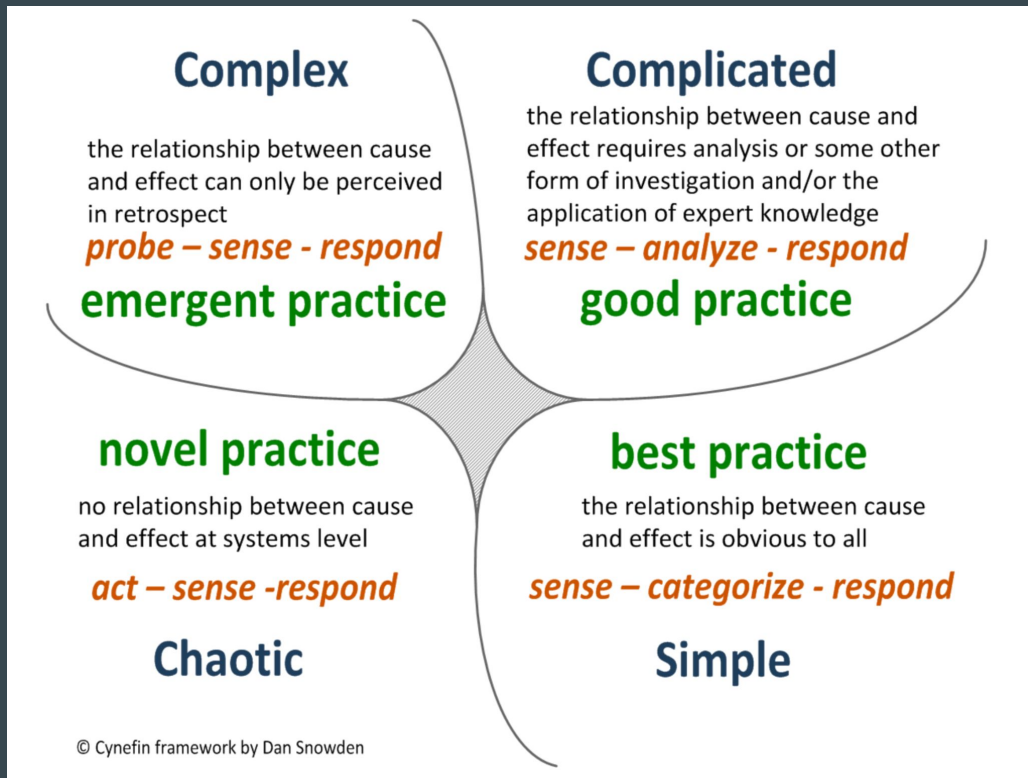 Complex
the relationship between cause
and effect can only be perceived
in retrospect
probe – sense - respond
emergent practice
Complicated
the relationship between cause and
effect requires analysis or some other
form of investigation and/or the
application of expert knowledge
sense – analyze - respond
good practice
novel practice
no relationship between cause
and effect at systems level
act – sense -respond
Chaotic
best practice
the relationship between cause
and effect is obvious to all
sense – categorize - respond
Simple
© Cynefin framework by Dan Snowden